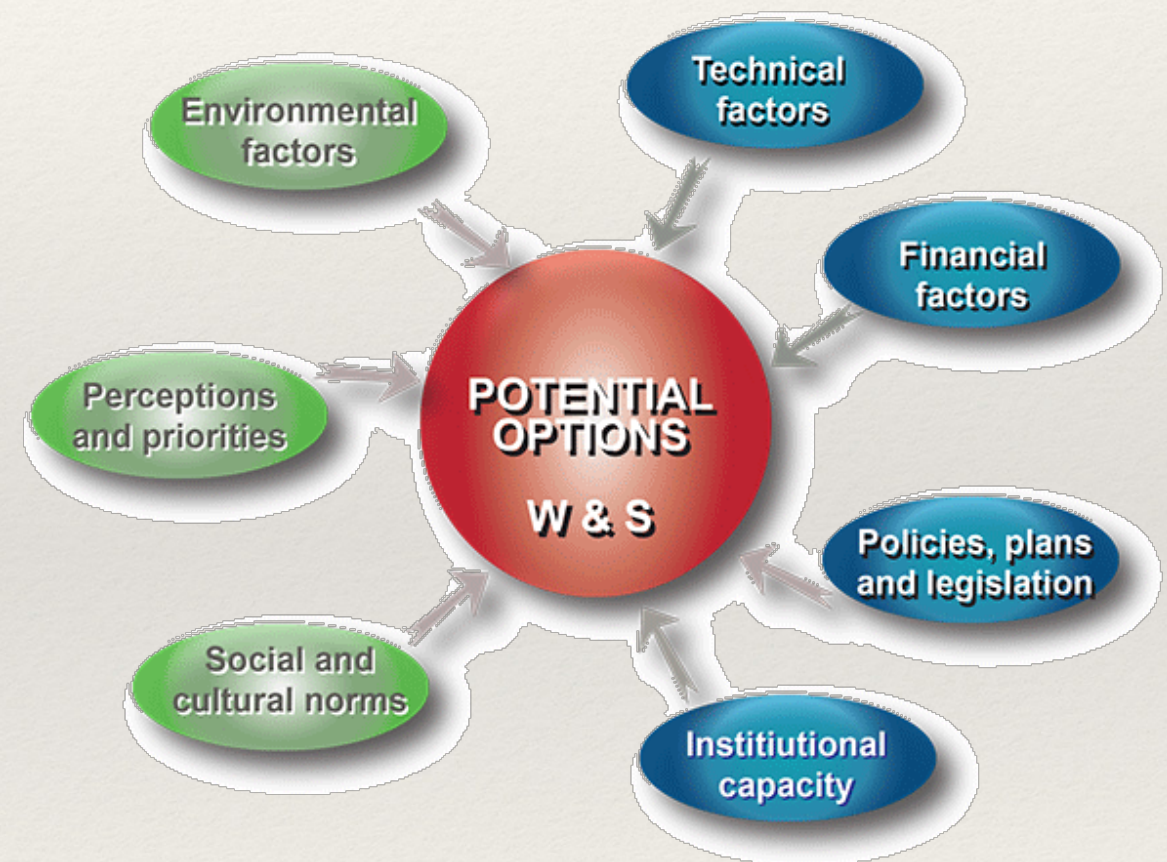 Environmental
factors
Technical
factors
Financial
factors
Perceptions
and priorities
POTENTIAL
OPTIONS
W & S
Policies, plans
and legislation
Social and
cultural norms
Institiutional
capacity